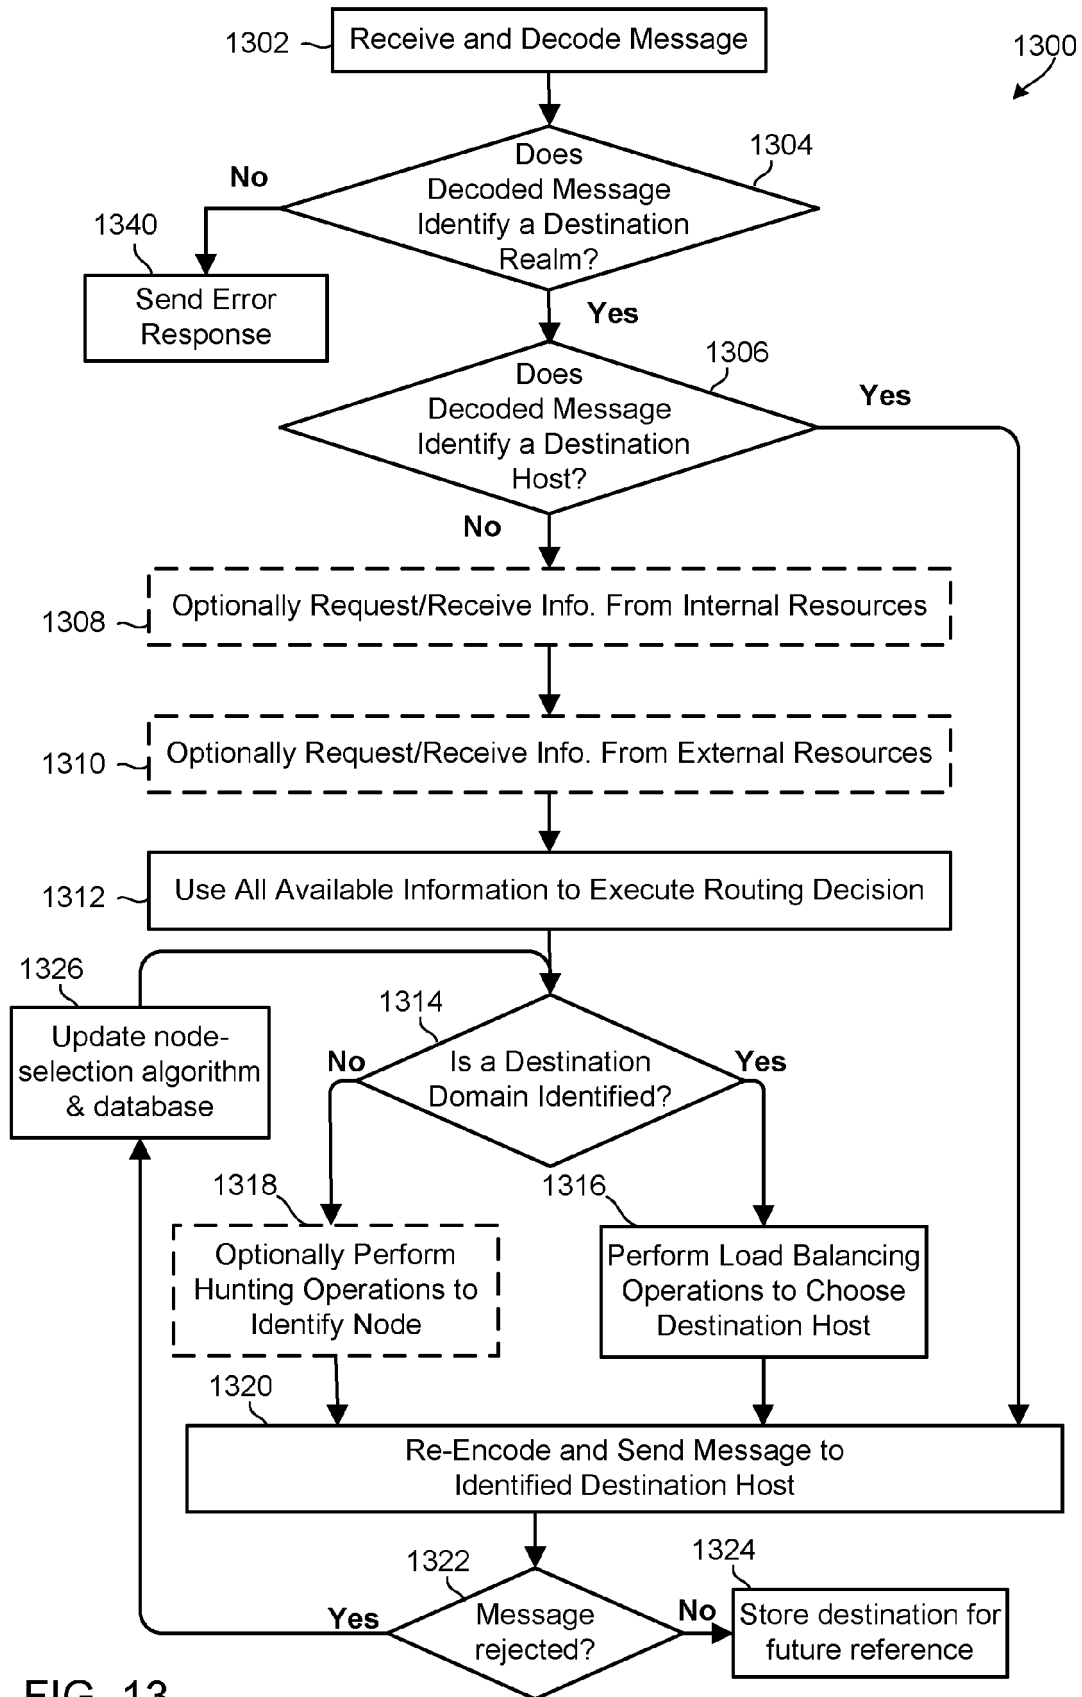 1302
Receive and Decode Message
1300
Does
Decoded Message
Identify a Destination
Realm?
1304
No
1340
Send Error
Response
Yes
1306
Does
Decoded Message
Identify a Destination
Host?
Yes
No
1308
Optionally Request/Receive Info. From Internal Resources
1310
Optionally Request/Receive Info. From External Resources
1312
Use All Available Information to Execute Routing Decision
1326
Update node-
selection algorithm
& database
1314
No
Is a Destination
Domain Identified?
Yes
1318
Optionally Perform
Hunting Operations to
Identify Node
1316
Perform Load Balancing
Operations to Choose
Destination Host
1320
Re-Encode and Send Message to
Identified Destination Host
1322
Yes
Message
rejected?
No
1324
Store destination for
future reference
FIG. 13